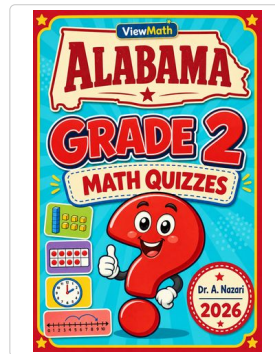 ViewMath
ALABAMA
GRADE 2
MATH QUIZZES
Dr. A. Nazari
2026